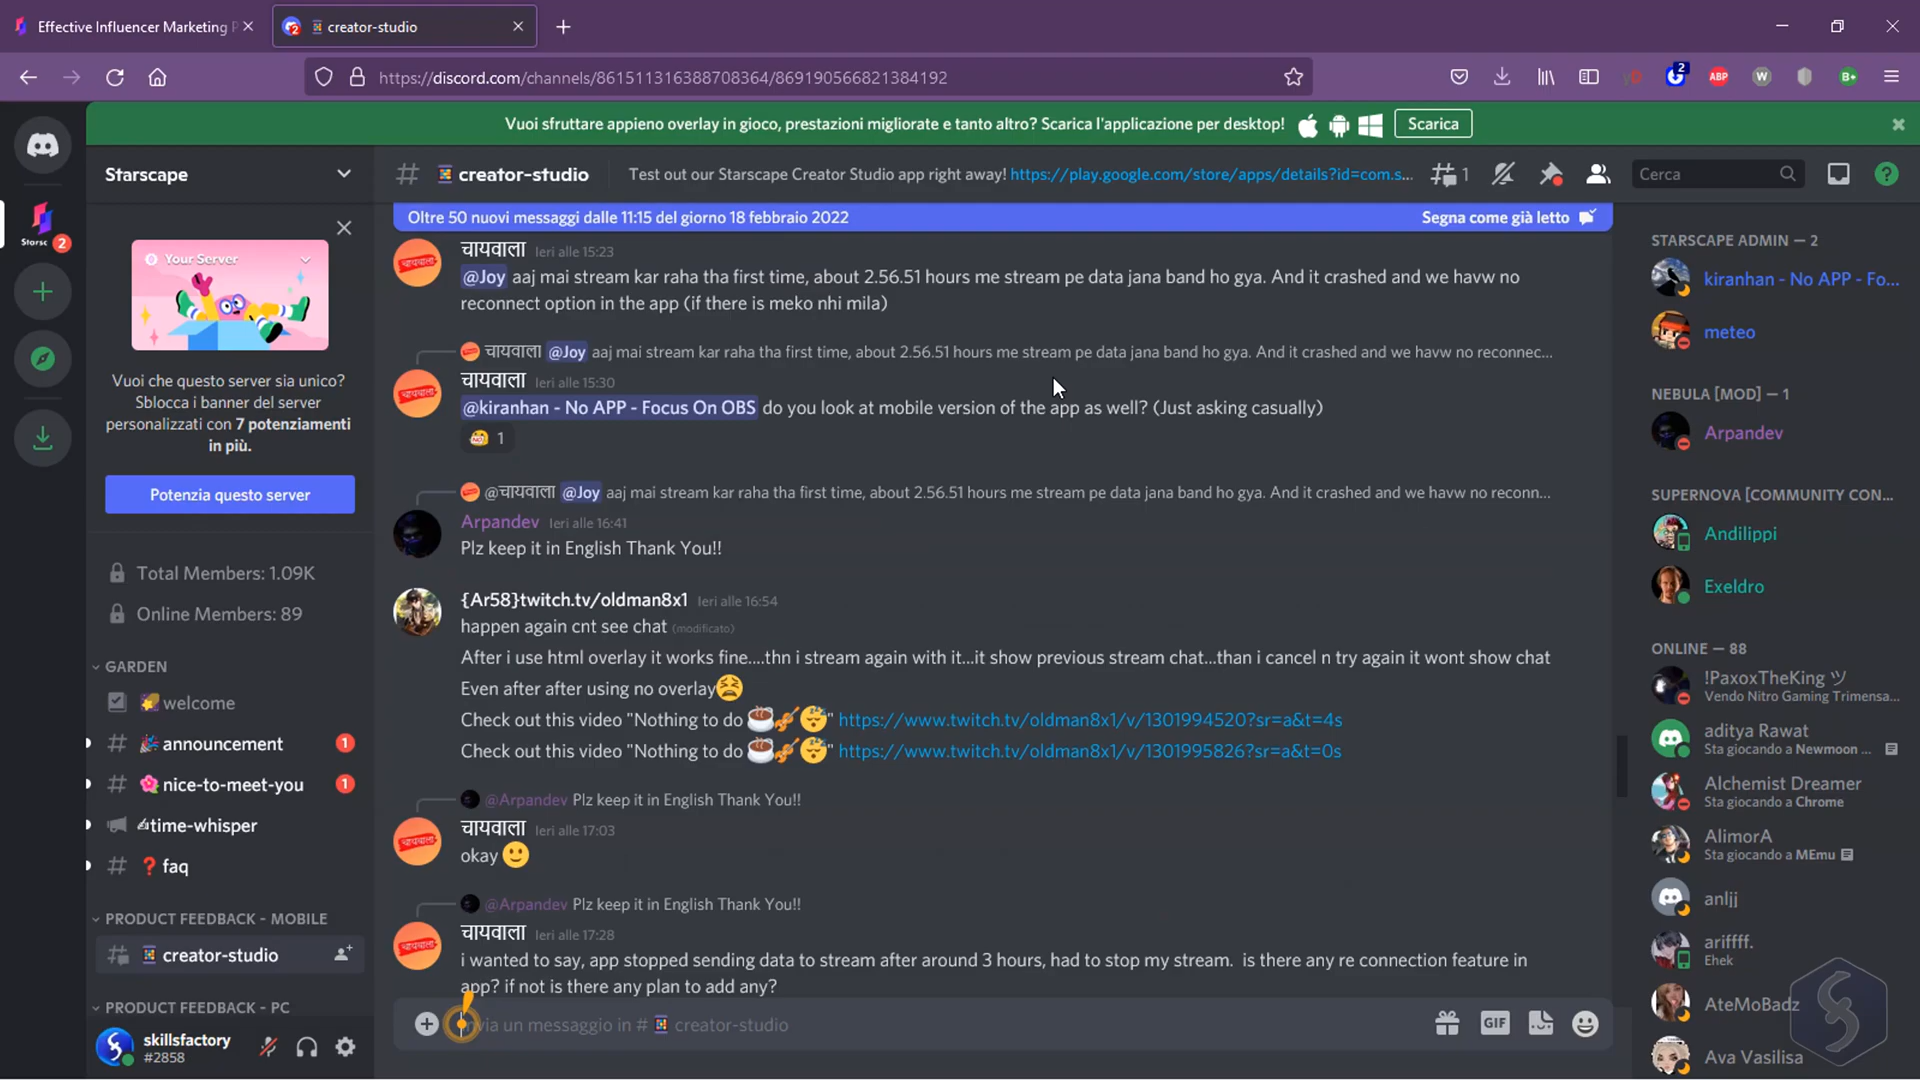 Effective Influencer Marketing
creator-studio
https://discord.com/channels/861511316388708364/869190566821384192
2
ABP
W
B+
Vuoi sfruttare appieno overlay in gioco, prestazioni migliorate e tanto altro? Scarica l'applicazione per desktop!
Scarica
Starscape
creator-studio
Test out our Starscape Creator Studio app right away! https://play.google.com/store/apps/details?id=com.s...
1
Cerca
Starsc
2
Your Server
Vuoi che questo server sia unico?
Sblocca i banner del server
personalizzati con 7 potenziamenti
in più.
Potenzia questo server
Total Members: 1.09K
Online Members: 89
GARDEN
welcome
announcement
1
nice-to-meet-you
1
time-whisper
faq
PRODUCT FEEDBACK - MOBILE
creator-studio
PRODUCT FEEDBACK - PC
skillsfactory
#2858
Oltre 50 nuovi messaggi dalle 11:15 del giorno 18 febbraio 2022
Segna come già letto
चायवाला Ieri alle 15:23
@Joy aaj mai stream kar raha tha first time, about 2.56.51 hours me stream pe data jana band ho gya. And it crashed and we havw no
reconnect option in the app (if there is meko nhi mila)
चायवाला @Joy aaj mai stream kar raha tha first time, about 2.56.51 hours me stream pe data jana band ho gya. And it crashed and we havw no reconnec...
चायवाला Ieri alle 15:30
@kiranhan - No APP - Focus On OBS do you look at mobile version of the app as well? (Just asking casually)
1
@चायवाला @Joy aaj mai stream kar raha tha first time, about 2.56.51 hours me stream pe data jana band ho gya. And it crashed and we havw no reconn...
Arpandev Ieri alle 16:41
Plz keep it in English Thank You!!
{Ar58}twitch.tv/oldman8x1 Ieri alle 16:54
happen again cnt see chat (modificato)
After i use html overlay it works fine....thn i stream again with it...it show previous stream chat...than i cancel n try again it wont show chat
Even after after using no overlay😫
Check out this video "Nothing to do ☕🎻😴" https://www.twitch.tv/oldman8x1/v/1301994520?sr=a&t=4s
Check out this video "Nothing to do ☕🎻😴" https://www.twitch.tv/oldman8x1/v/1301995826?sr=a&t=0s
@Arpandev Plz keep it in English Thank You!!
चायवाला Ieri alle 17:03
okay 🙂
@Arpandev Plz keep it in English Thank You!!
चायवाला Ieri alle 17:28
i wanted to say, app stopped sending data to stream after around 3 hours, had to stop my stream. is there any re connection feature in
app? if not is there any plan to add any?
nvia un messaggio in # creator-studio
GIF
STARSCAPE ADMIN — 2
kiranhan - No APP - Fo...
meteo
NEBULA [MOD] — 1
Arpandev
SUPERNOVA [COMMUNITY CON...
Andilippi
Exeldro
ONLINE — 88
!PaxoxTheKing ツ
Vendo Nitro Gaming Trimensa...
aditya Rawat
Sta giocando a Newmoon ...
Alchemist Dreamer
Sta giocando a Chrome
AlimorA
Sta giocando a MEmu
anljj
ariffff.
Ehek
AteMoBadz
Ava Vasilisa